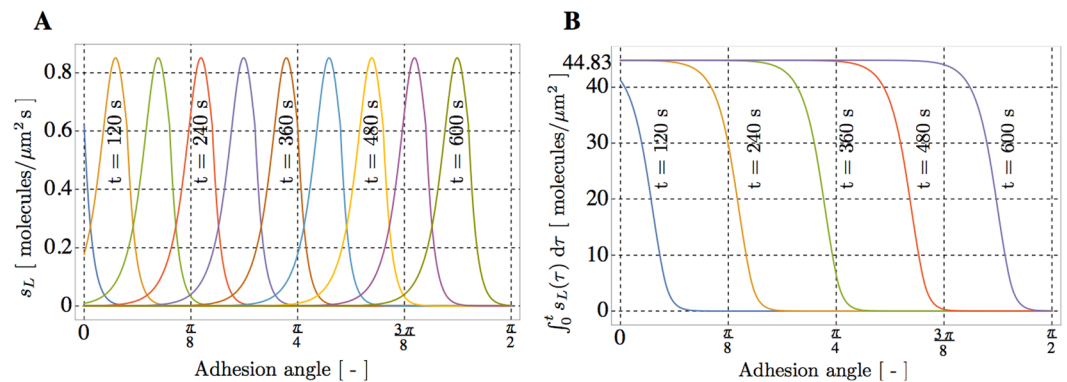 A
s_L [ molecules/μm² s ]
0.8
0.6
0.4
0.2
0
t = 120 s
t = 240 s
t = 360 s
t = 480 s
t = 600 s
0
π/8
π/4
3π/8
π/2
Adhesion angle [ - ]
B
∫₀ᵗ s_L(τ) dτ [ molecules/μm² ]
44.83
40
30
20
10
0
t = 120 s
t = 240 s
t = 360 s
t = 480 s
t = 600 s
0
π/8
π/4
3π/8
π/2
Adhesion angle [ - ]